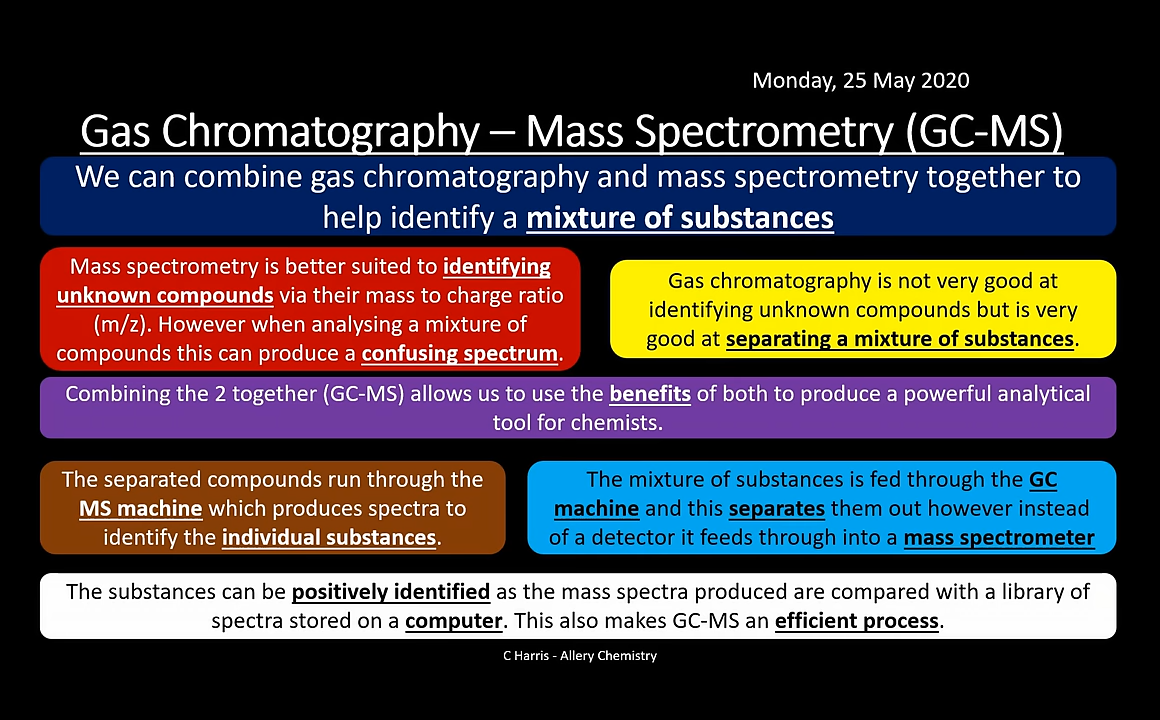 Monday, 25 May 2020
Gas Chromatography – Mass Spectrometry (GC-MS)
We can combine gas chromatography and mass spectrometry together to
help identify a mixture of substances
Mass spectrometry is better suited to identifying
unknown compounds via their mass to charge ratio
(m/z). However when analysing a mixture of
compounds this can produce a confusing spectrum.
Gas chromatography is not very good at
identifying unknown compounds but is very
good at separating a mixture of substances.
Combining the 2 together (GC-MS) allows us to use the benefits of both to produce a powerful analytical
tool for chemists.
The separated compounds run through the
MS machine which produces spectra to
identify the individual substances.
The mixture of substances is fed through the GC
machine and this separates them out however instead
of a detector it feeds through into a mass spectrometer
The substances can be positively identified as the mass spectra produced are compared with a library of
spectra stored on a computer. This also makes GC-MS an efficient process.
C Harris - Allery Chemistry